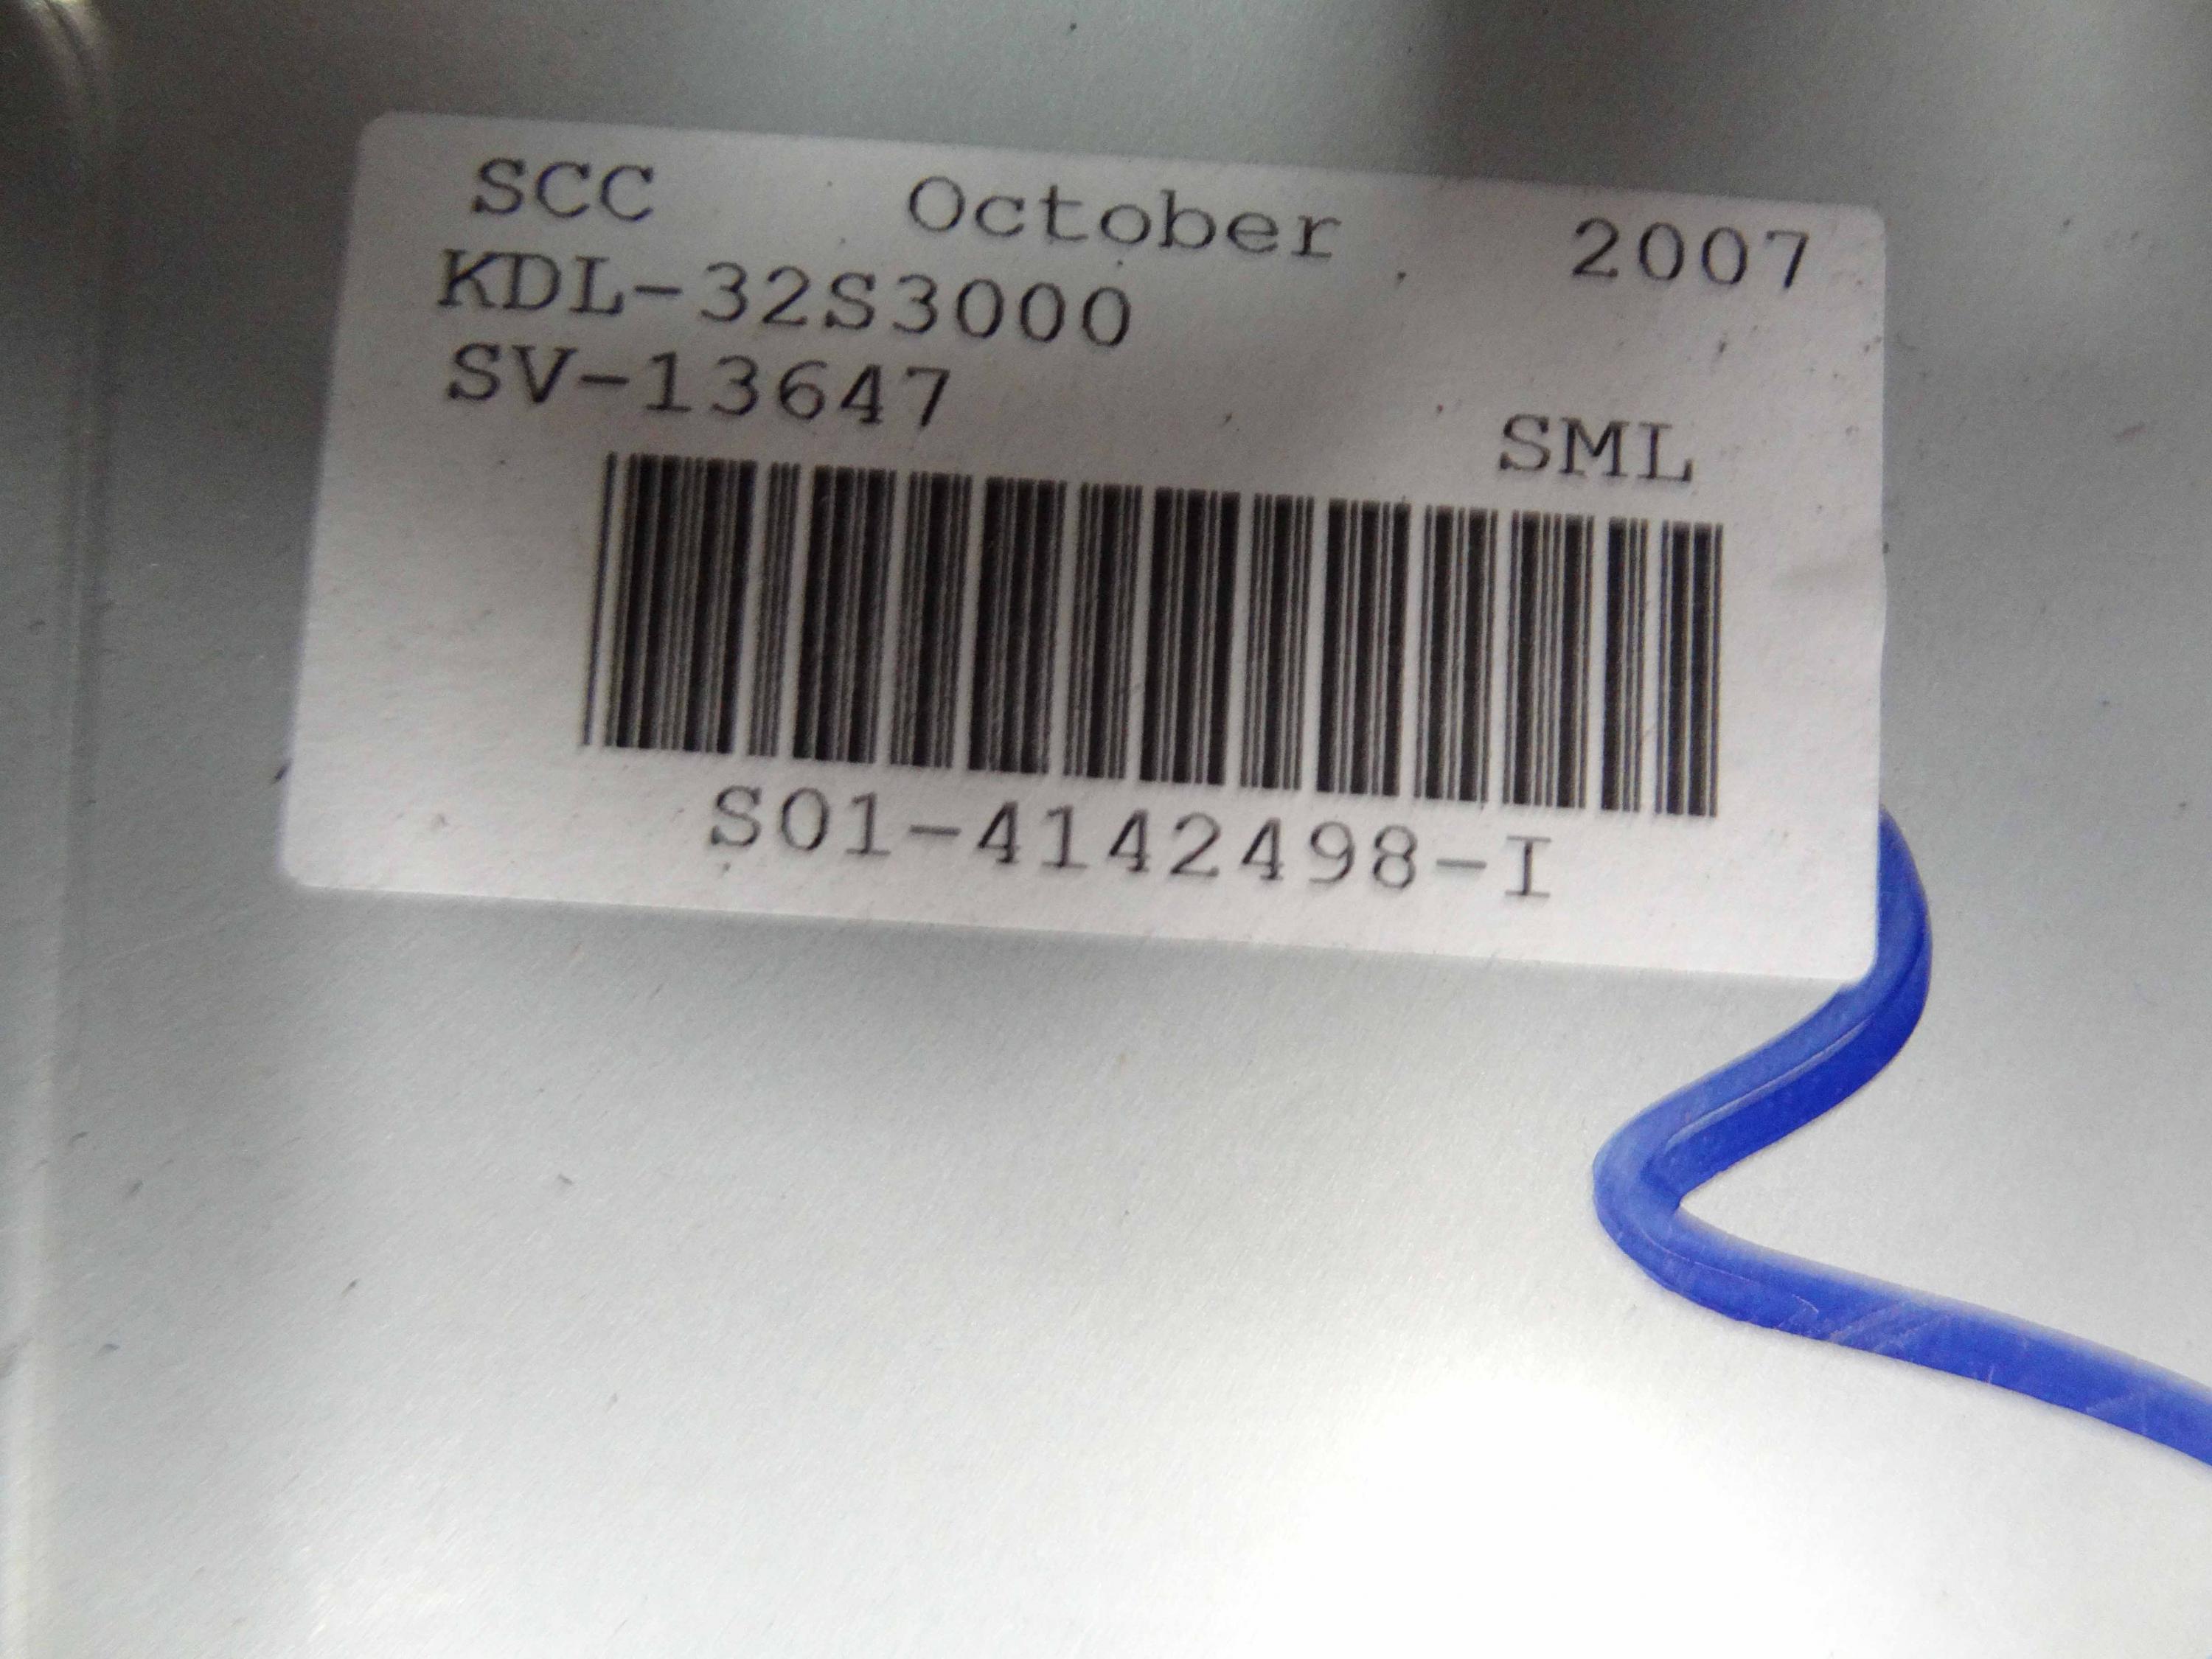 SCC October 2007
KDL-32S3000
SV-13647
SML
S01-4142498-I